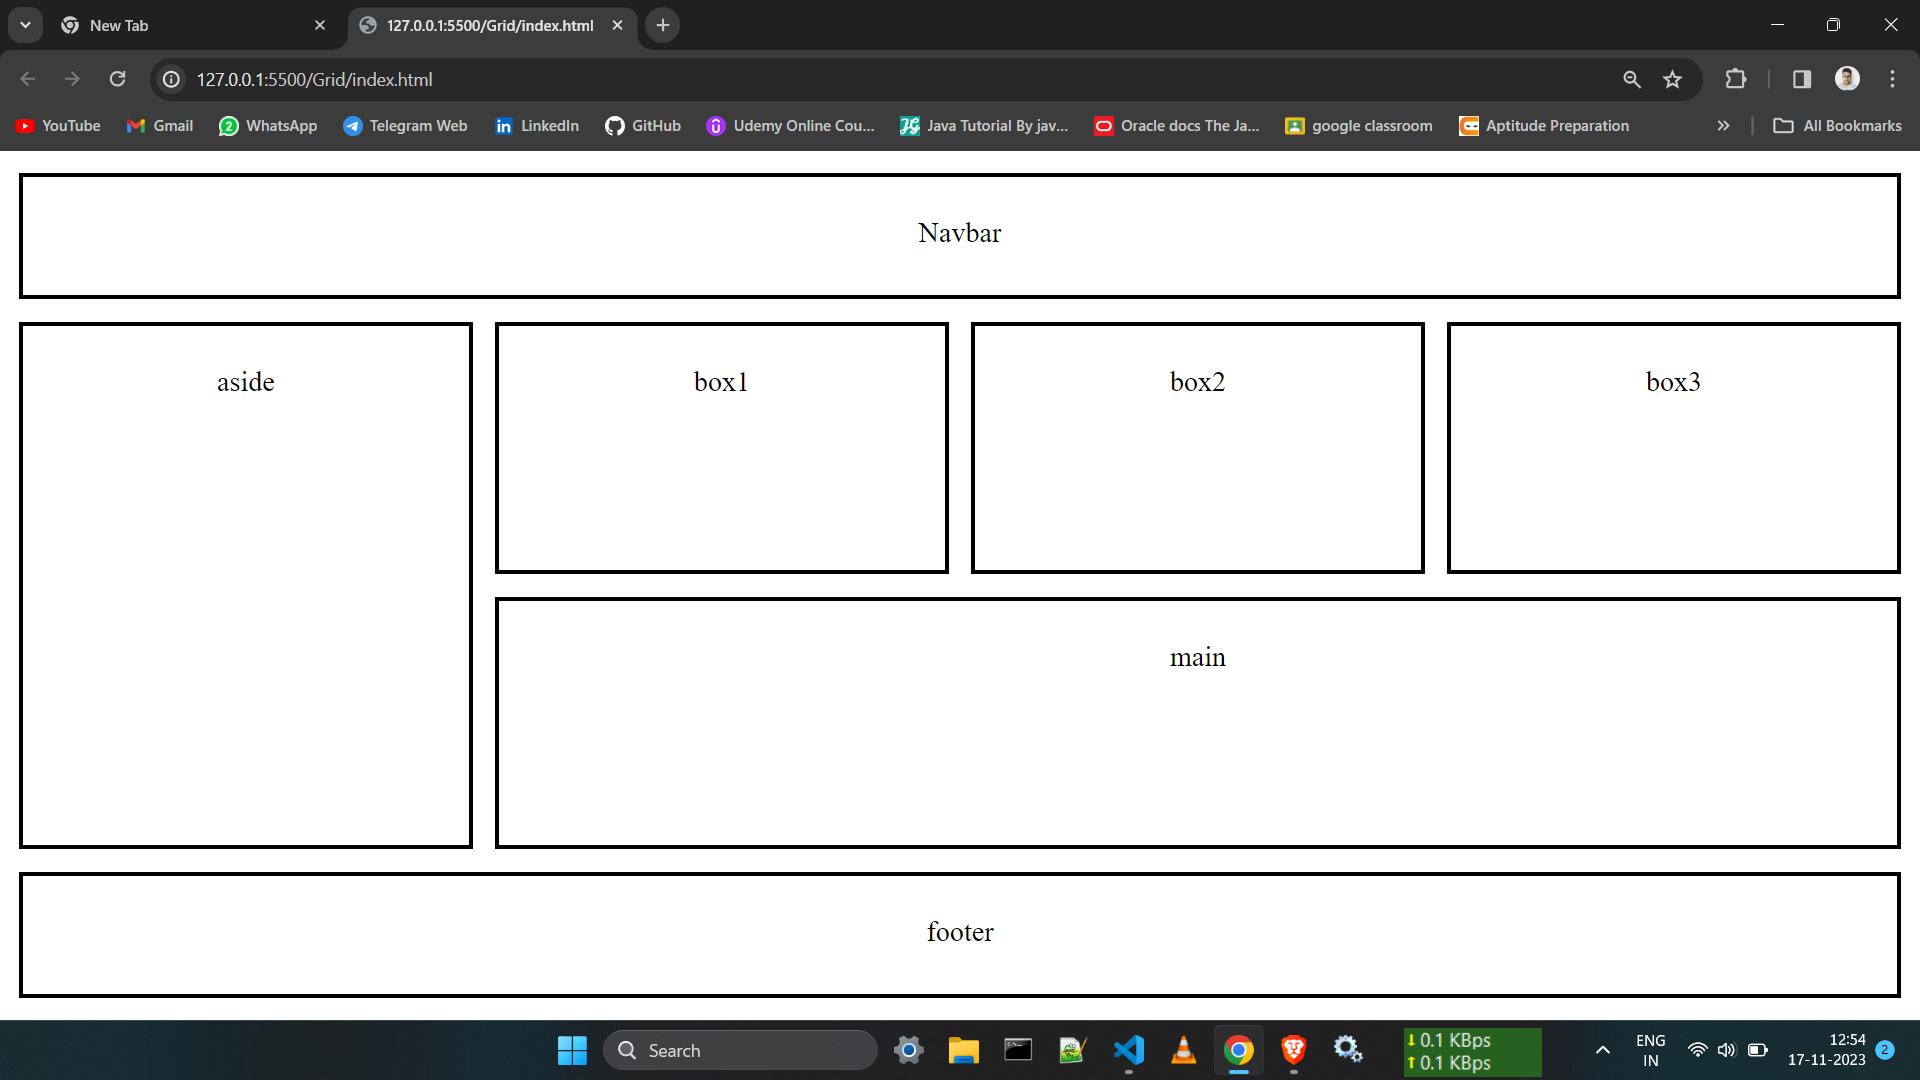 New Tab
127.0.0.1:5500/Grid/index.html
127.0.0.1:5500/Grid/index.html
YouTube Gmail 2 WhatsApp Telegram Web in LinkedIn GitHub Udemy Online Cou... Java Tutorial By jav... Oracle docs The Ja... google classroom Aptitude Preparation » All Bookmarks
Navbar
aside box1 box2 box3
main
footer
Search
0.1 KBps
0.1 KBps
ENG
IN
12:54
17-11-2023
2